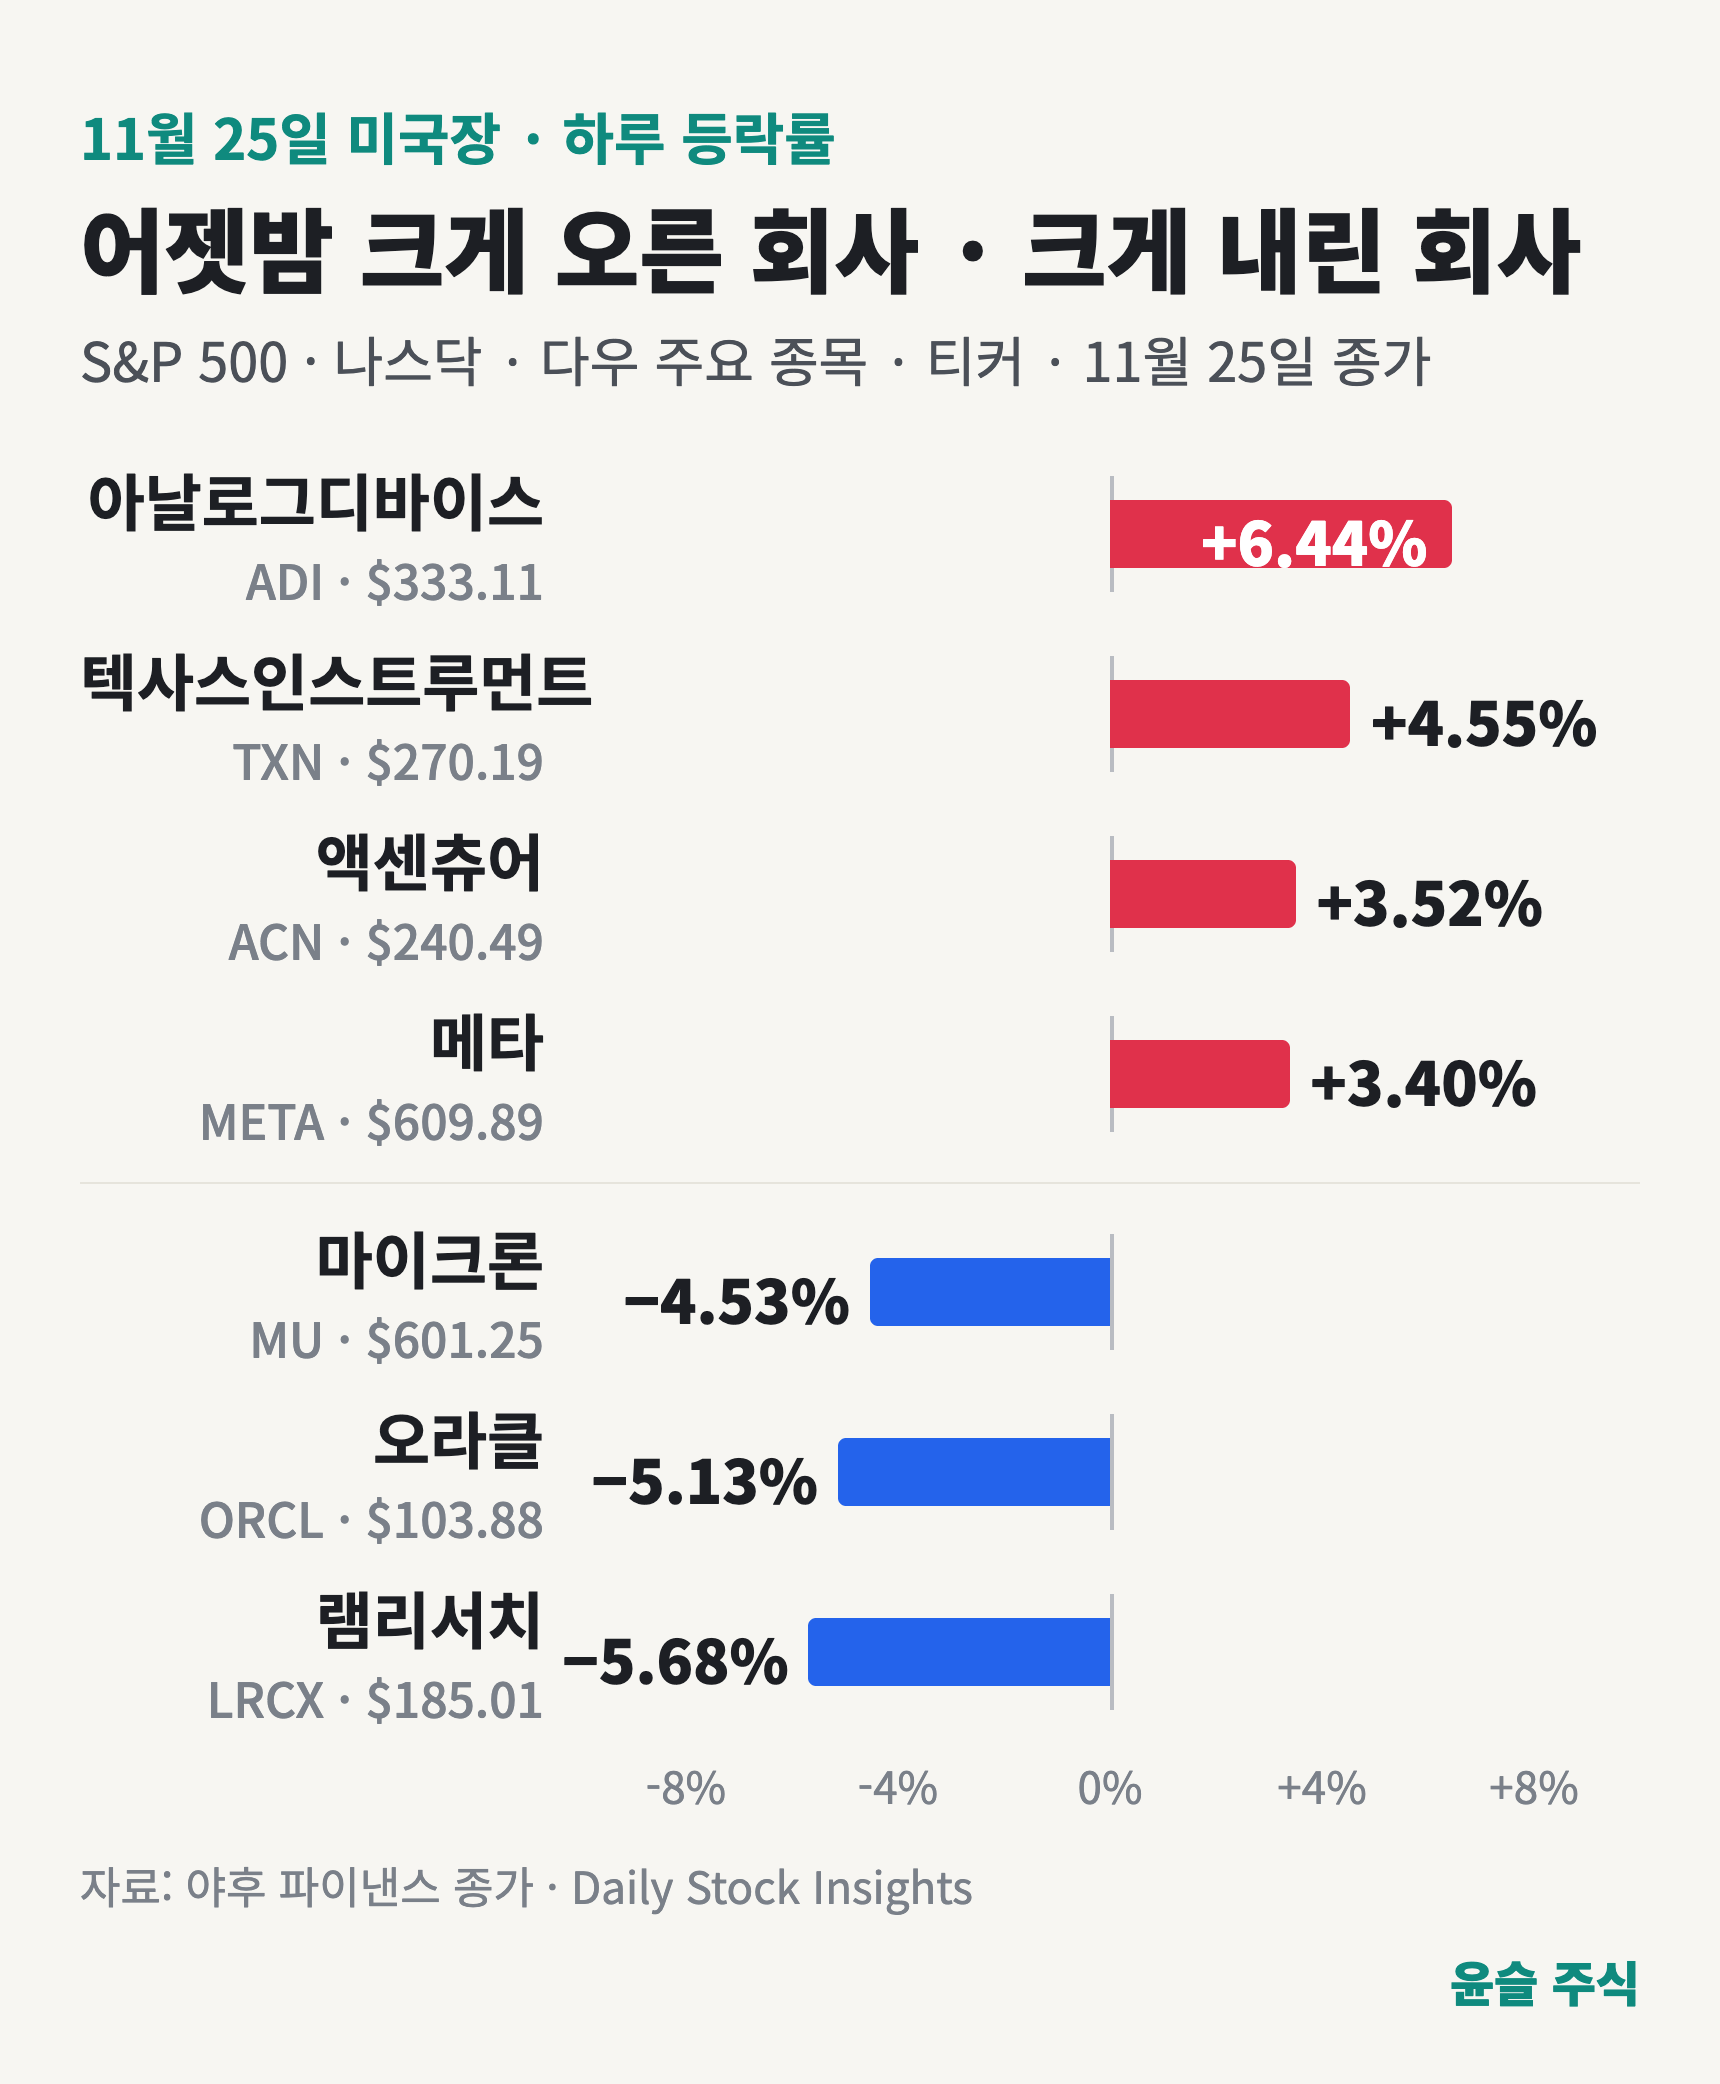 11월 25일 미국장 · 하루 등락률
어젯밤 크게 오른 회사 · 크게 내린 회사
S&P 500 · 나스닥 · 다우 주요 종목 · 티커 · 11월 25일 종가
아날로그디바이스
+6.44%
ADI · $333.11
텍사스인스트루먼트
+4.55%
TXN · $270.19
액센츄어
+3.52%
ACN · $240.49
메타
+3.40%
META · $609.89
마이크론
−4.53%
MU · $601.25
오라클
−5.13%
ORCL · $103.88
램리서치
−5.68%
LRCX · $185.01
-8% -4% 0% +4% +8%
자료: 야후 파이낸스 종가 · Daily Stock Insights
윤슬 주식